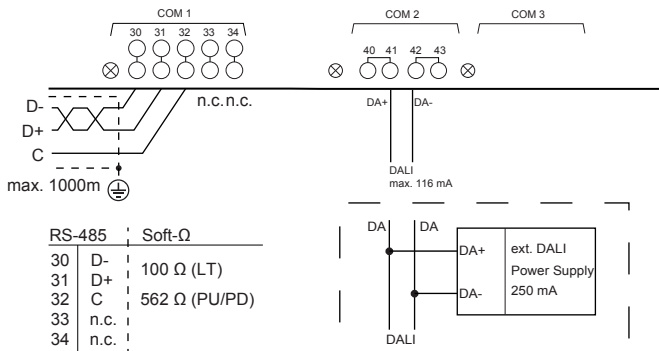 COM 1
COM 2
COM 3
30 31 32 33 34
40 41 42 43
n.c. n.c.
D-
D+
C
max. 1000m
DA+ DA-
DALI
max. 116 mA
RS-485 Soft-Ω
30 D-
31 D+
32 C
33 n.c.
34 n.c.
100 Ω (LT)
562 Ω (PU/PD)
DA DA
DA+
DA-
ext. DALI
Power Supply
250 mA
DALI